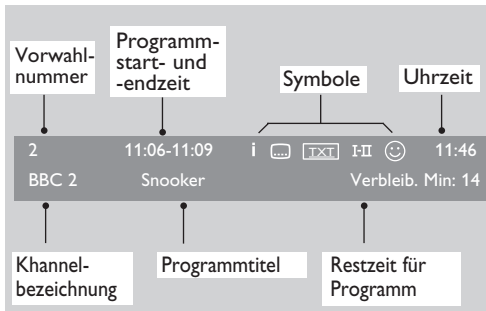 Vorwahl-
nummer
Programm-
start- und
-endzeit
Symbole
Uhrzeit
2 11:06-11:09 i .... TXT I-II 11:46
BBC 2 Snooker Verbleib. Min: 14
Khannel-
bezeichnung
Programmtitel
Restzeit für
Programm